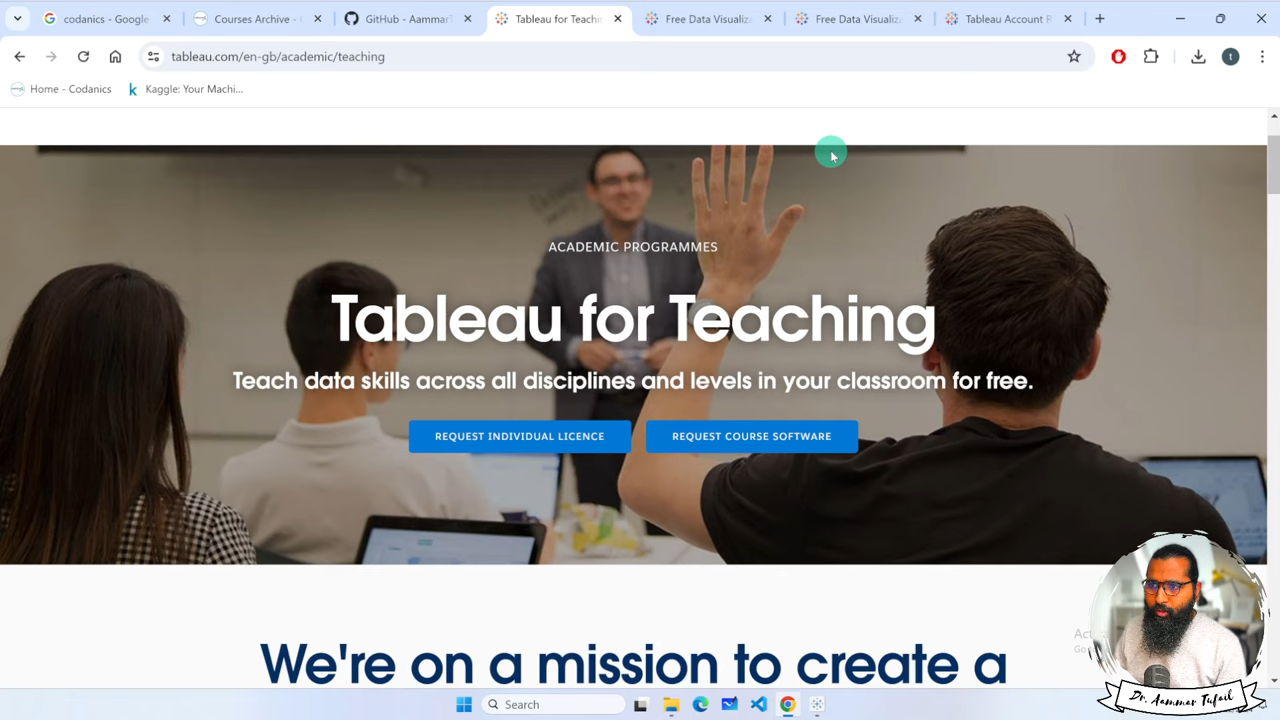 codanics - Google
Courses Archive -
GitHub - Aammar
Tableau for Teachi
Free Data Visualiz
Free Data Visualiz
Tableau Account R
tableau.com/en-gb/academic/teaching
t
Home - Codanics
k Kaggle: Your Machi...
ACADEMIC PROGRAMMES
Tableau for Teaching
Teach data skills across all disciplines and levels in your classroom for free.
REQUEST INDIVIDUAL LICENCE
REQUEST COURSE SOFTWARE
We're on a mission to create a
Search
Dr. Aammar Tufail